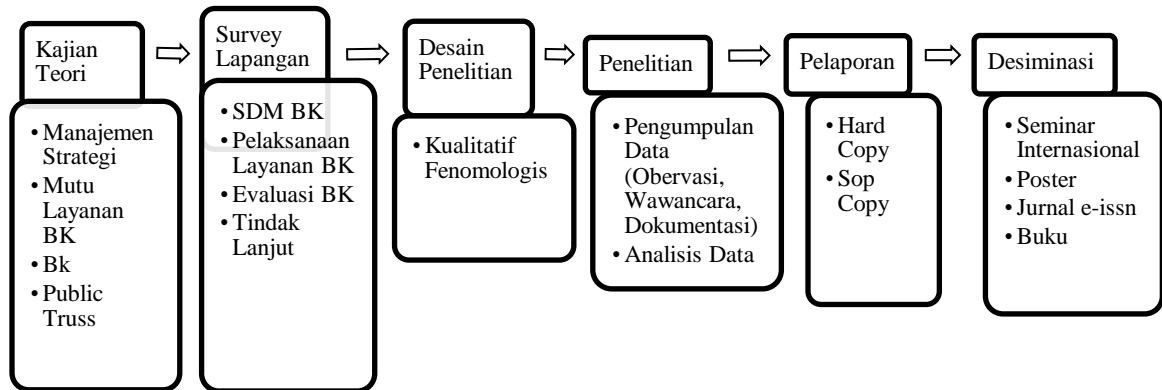 Kajian
Teori
• Manajemen
Strategi
• Mutu
Layanan
BK
• Bk
• Public
Truss
Survey
Lapangan
• SDM BK
• Pelaksanaan
Layanan BK
• Evaluasi BK
• Tindak
Lanjut
Desain
Penelitian
• Kualitatif
Fenomologis
Penelitian
• Pengumpulan
Data
(Obervasi,
Wawancara,
Dokumentasi)
• Analisis Data
Pelaporan
• Hard
Copy
• Sop
Copy
Desiminasi
• Seminar
Internasional
• Poster
• Jurnal e-issn
• Buku